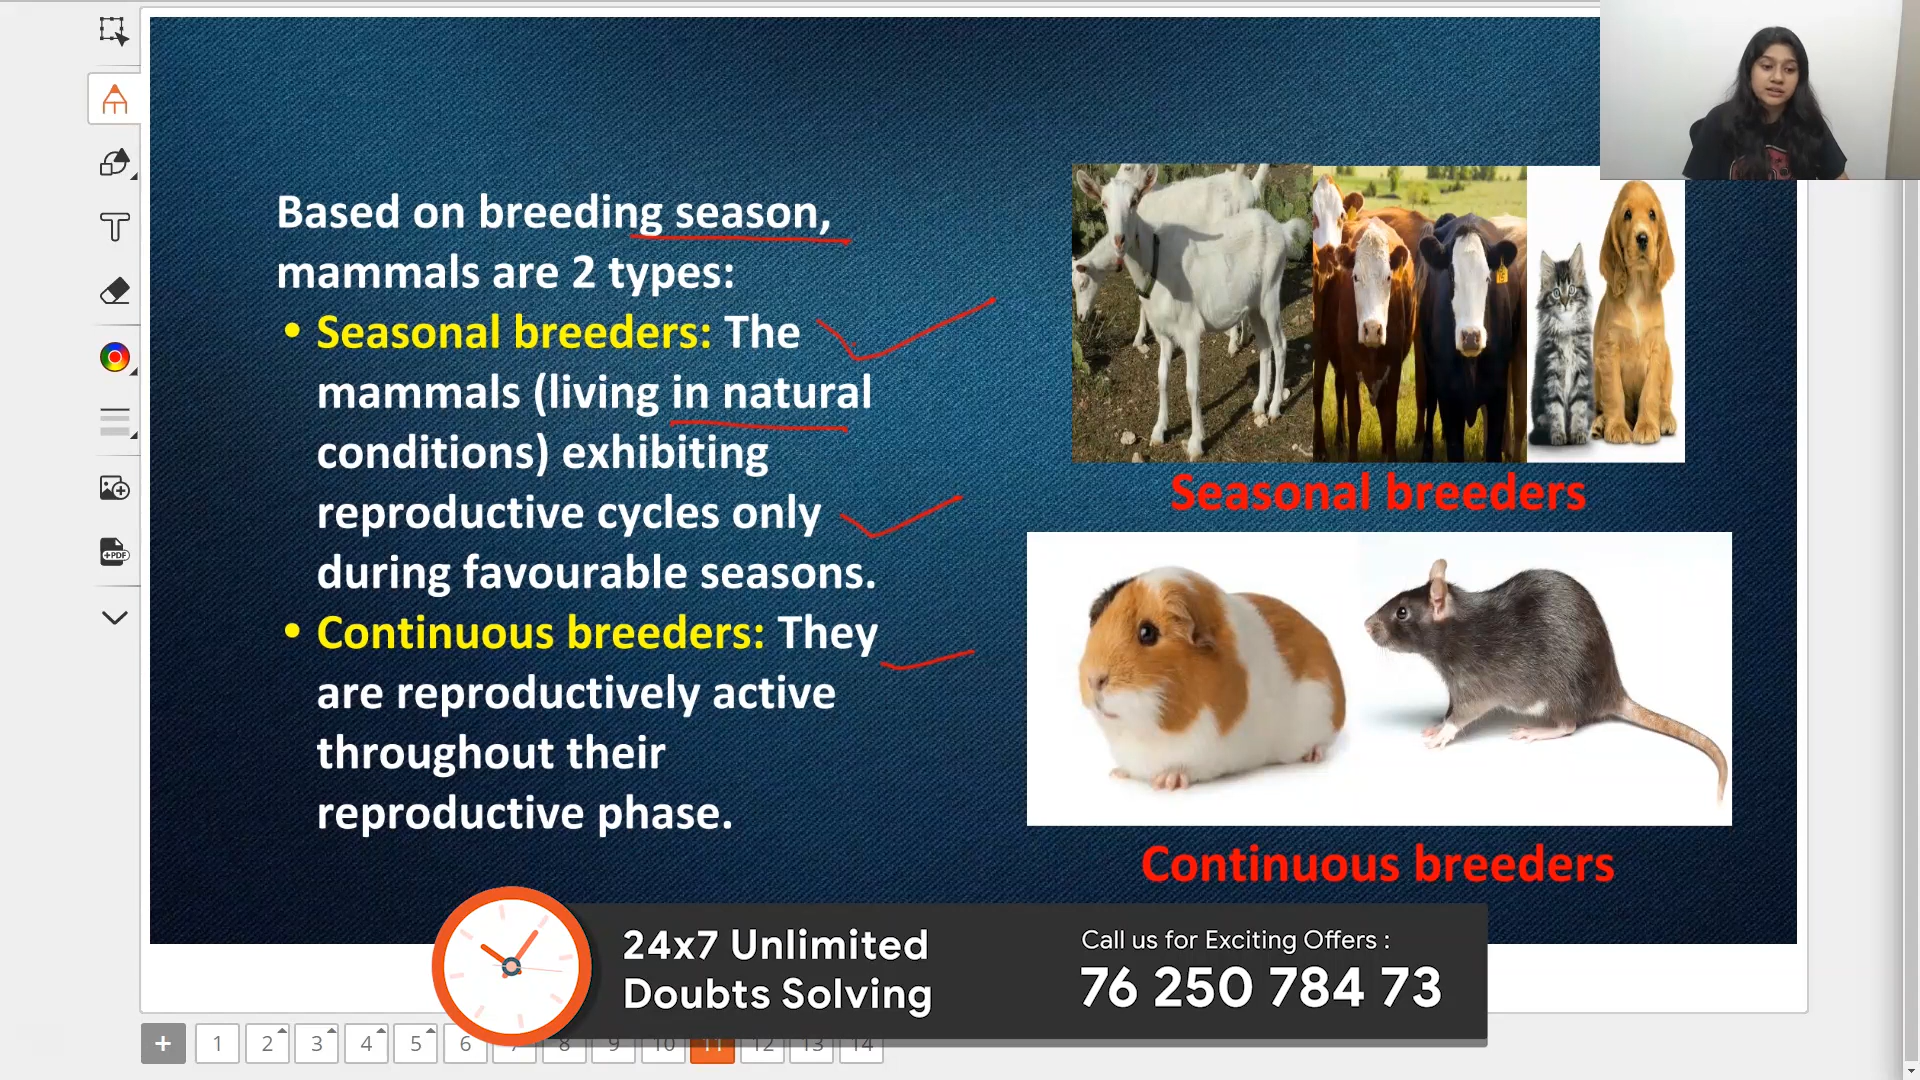 Based on breeding season,
mammals are 2 types:
• Seasonal breeders: The
mammals (living in natural
conditions) exhibiting
reproductive cycles only
during favourable seasons.
• Continuous breeders: They
are reproductively active
throughout their
reproductive phase.
Seasonal breeders
Continuous breeders
24x7 Unlimited
Doubts Solving
Call us for Exciting Offers :
76 250 784 73
T
+PDF
+ 1 2 3 4 5 6 7 8 9 10 11 12 13 14